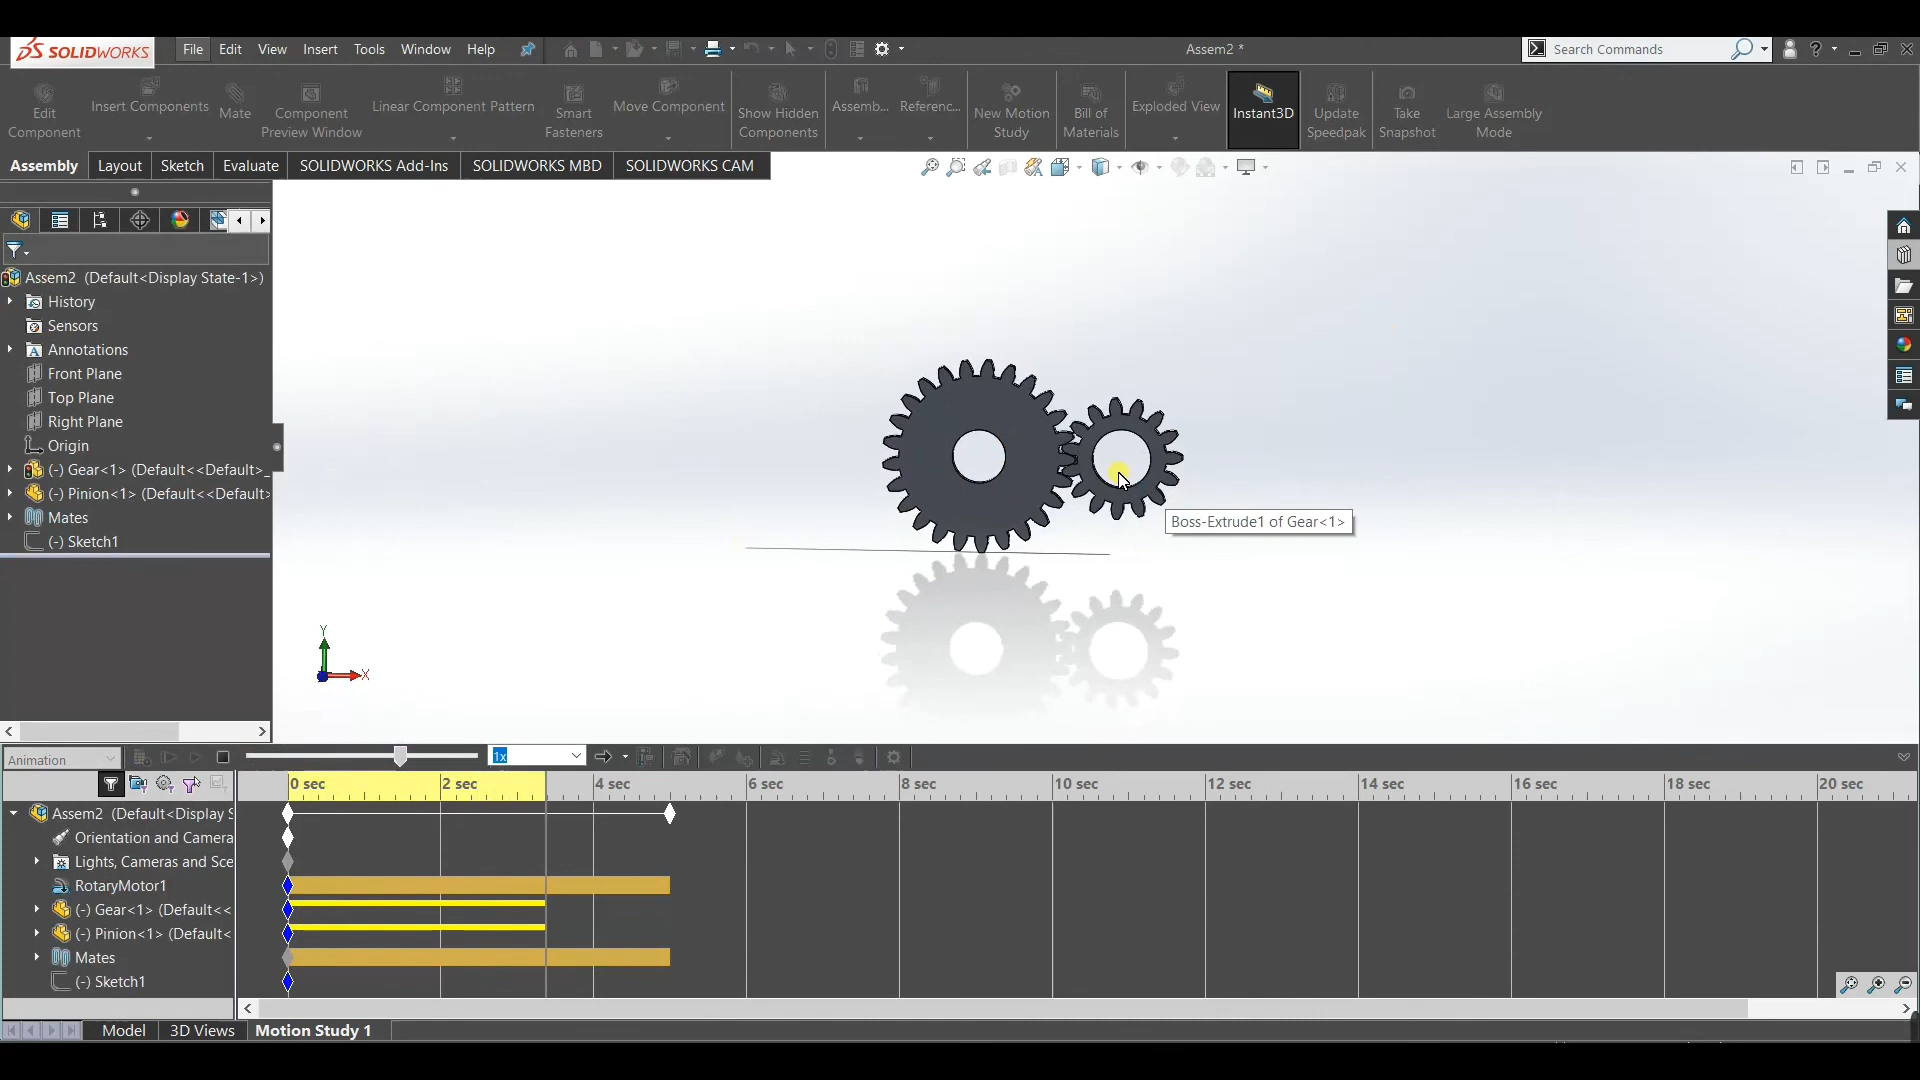 SOLIDWORKS File Edit View Insert Tools Window Help Assem2 * Search Commands
Edit Component
Insert Components
Mate
Component Preview Window
Linear Component Pattern
Smart Fasteners
Move Component
Show Hidden Components
Assemb...
Referenc...
New Motion Study
Bill of Materials
Exploded View
Instant3D
Update Speedpak
Take Snapshot
Large Assembly Mode
Assembly Layout Sketch Evaluate SOLIDWORKS Add-Ins SOLIDWORKS MBD SOLIDWORKS CAM
Assem2 (Default<Display State-1>)
History
Sensors
Annotations
Front Plane
Top Plane
Right Plane
Origin
(-) Gear<1> (Default<<Default>_
(-) Pinion<1> (Default<<Default>
Mates
(-) Sketch1
Boss-Extrude1 of Gear<1>
Y
X
Animation 1x
0 sec 2 sec 4 sec 6 sec 8 sec 10 sec 12 sec 14 sec 16 sec 18 sec 20 sec
Assem2 (Default<Display S
Orientation and Camera
Lights, Cameras and Sce
RotaryMotor1
(-) Gear<1> (Default<<
(-) Pinion<1> (Default<
Mates
(-) Sketch1
Model 3D Views Motion Study 1